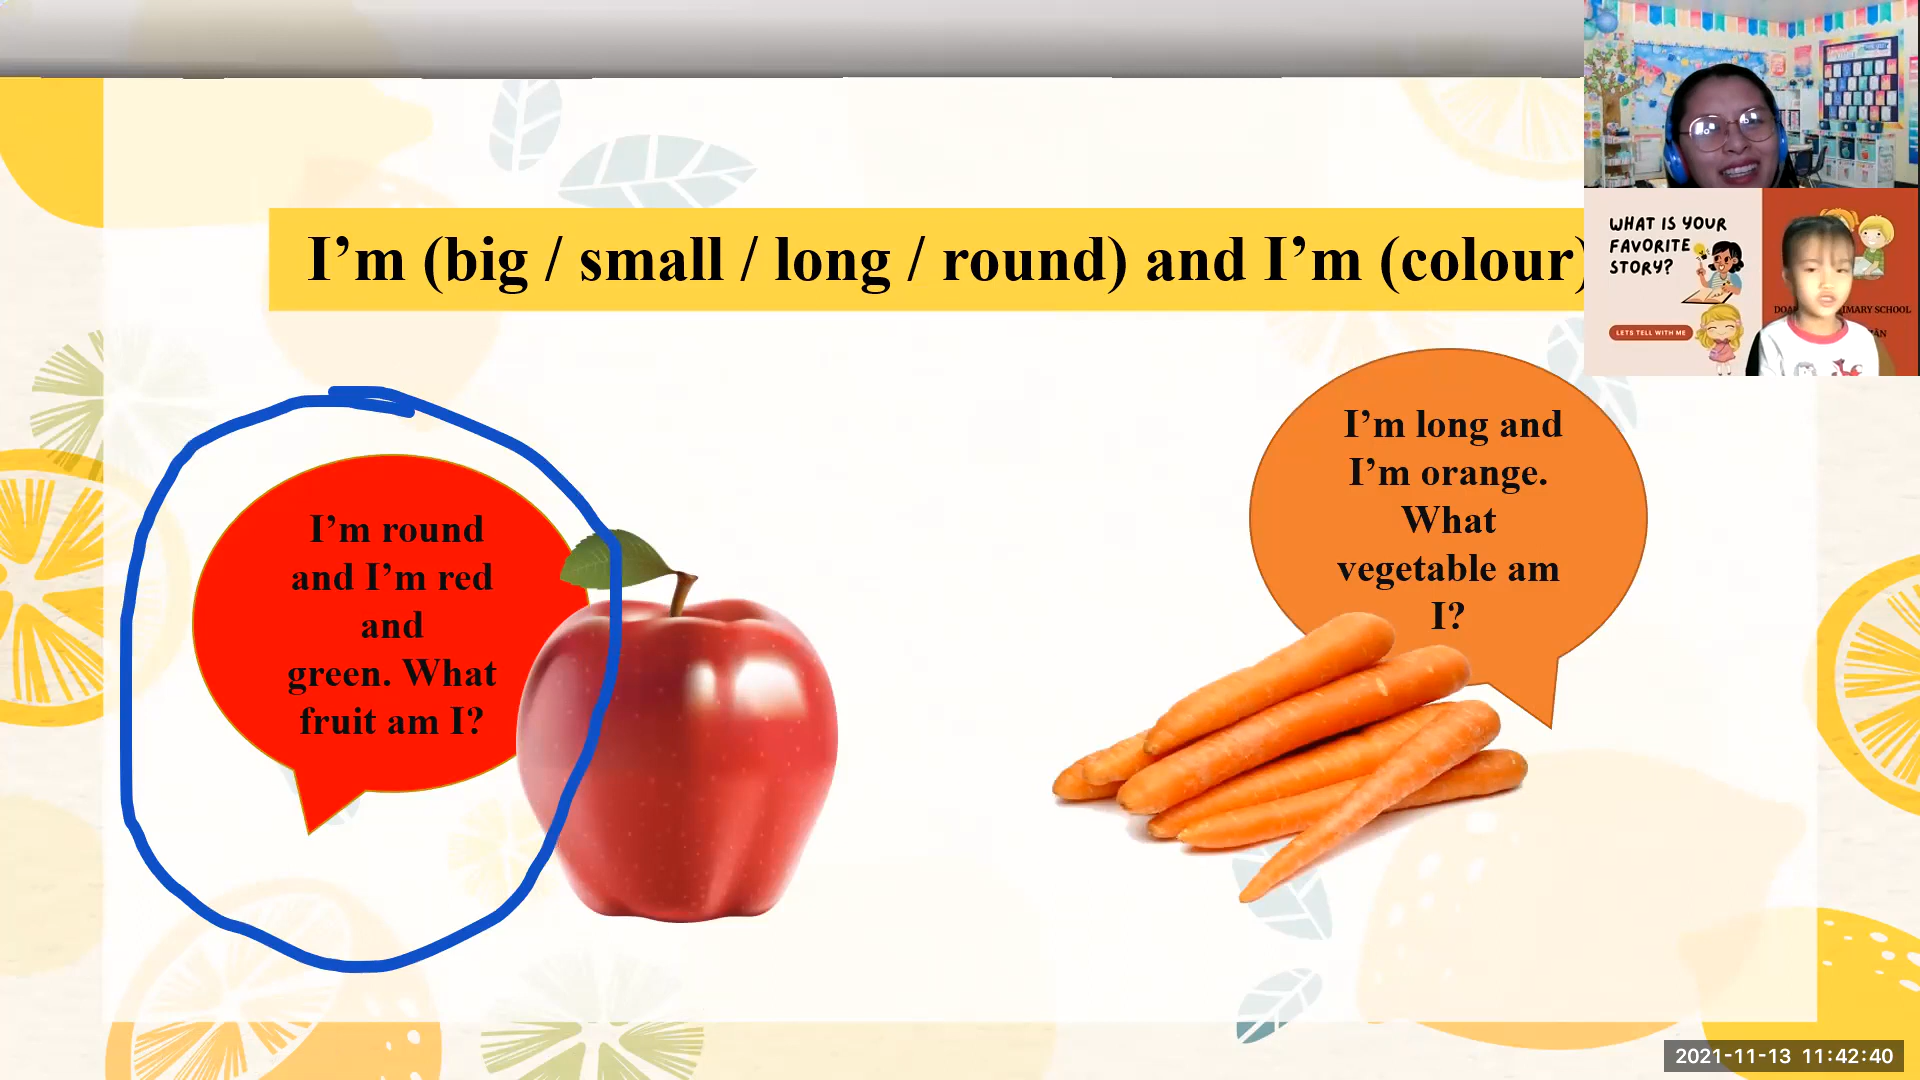 I’m (big / small / long / round) and I’m (colour)
WHAT IS YOUR
FAVORITE
STORY?
LETS TELL WITH ME
IMARY SCHOOL
I’m long and
I’m orange.
What
vegetable am
I?
I’m round
and I’m red
and
green. What
fruit am I?
2021-11-13 11:42:40